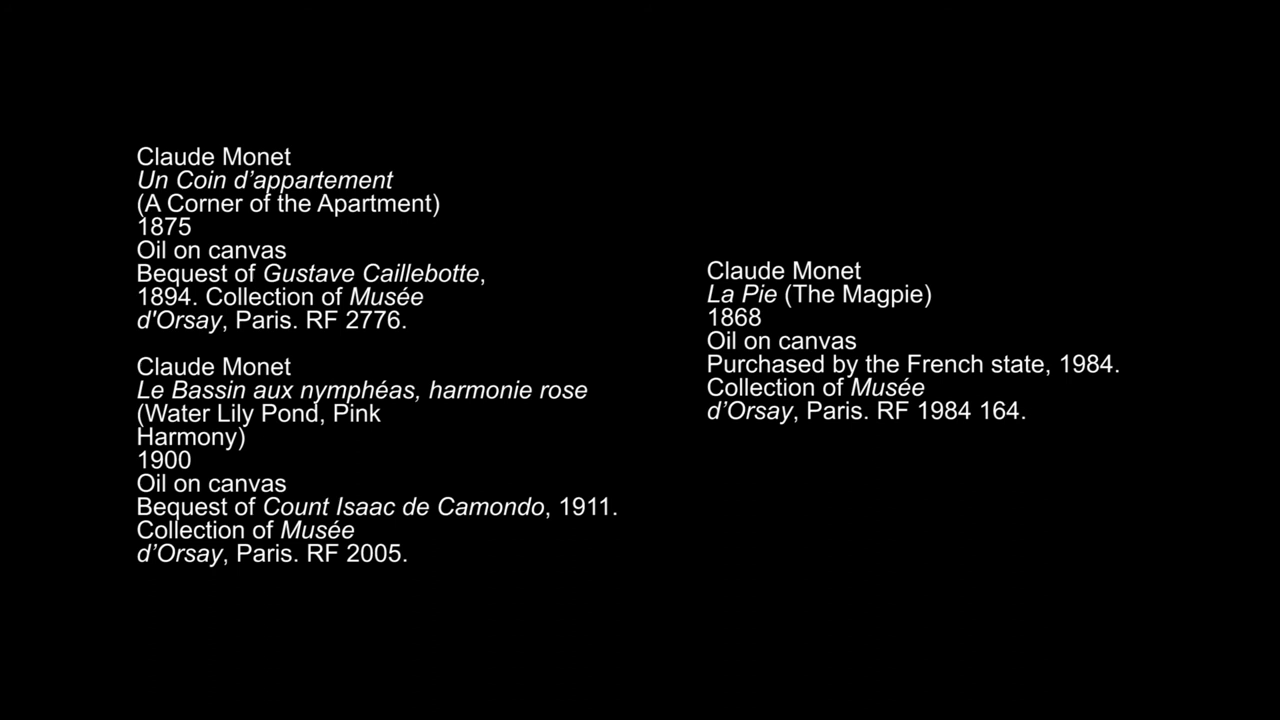 Claude Monet
Un Coin d’appartement
(A Corner of the Apartment)
1875
Oil on canvas
Bequest of Gustave Caillebotte,
1894. Collection of Musée
d'Orsay, Paris. RF 2776.
Claude Monet
Le Bassin aux nymphéas, harmonie rose
(Water Lily Pond, Pink
Harmony)
1900
Oil on canvas
Bequest of Count Isaac de Camondo, 1911.
Collection of Musée
d’Orsay, Paris. RF 2005.
Claude Monet
La Pie (The Magpie)
1868
Oil on canvas
Purchased by the French state, 1984.
Collection of Musée
d’Orsay, Paris. RF 1984 164.